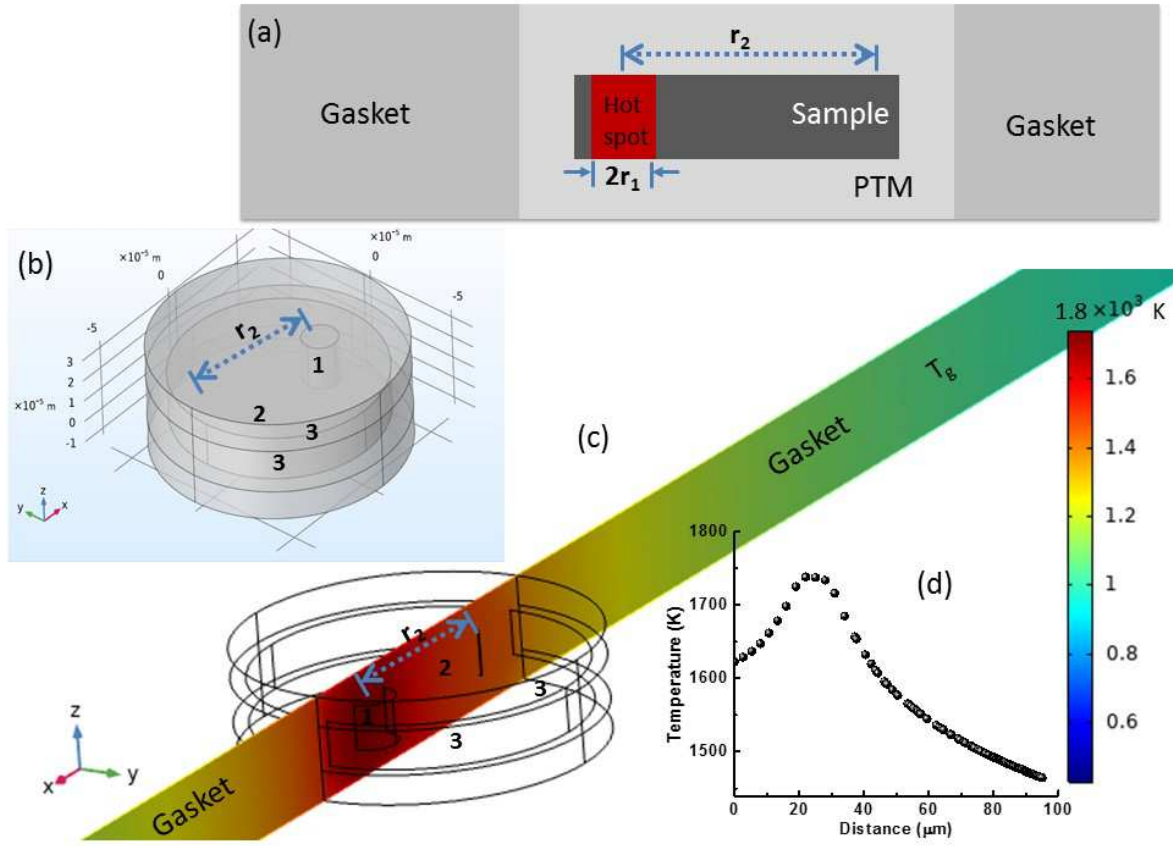 (a)
r₂
Gasket
Hot
spot
Sample
Gasket
2r₁
PTM
(b)
×10⁻⁵ m
×10⁻⁵ m
0
0
-5
-5
r₂
1
3
2
1
0
-1
×10⁻⁵ m
2
3
3
z
y
x
(c)
T_g
Gasket
1.8 ×10³ K
1.6
1.4
1.2
1
0.8
0.6
r₂
2
1
3
3
z
x
y
Gasket
(d)
1800
1700
1600
1500
Temperature (K)
0 20 40 60 80 100
Distance (μm)